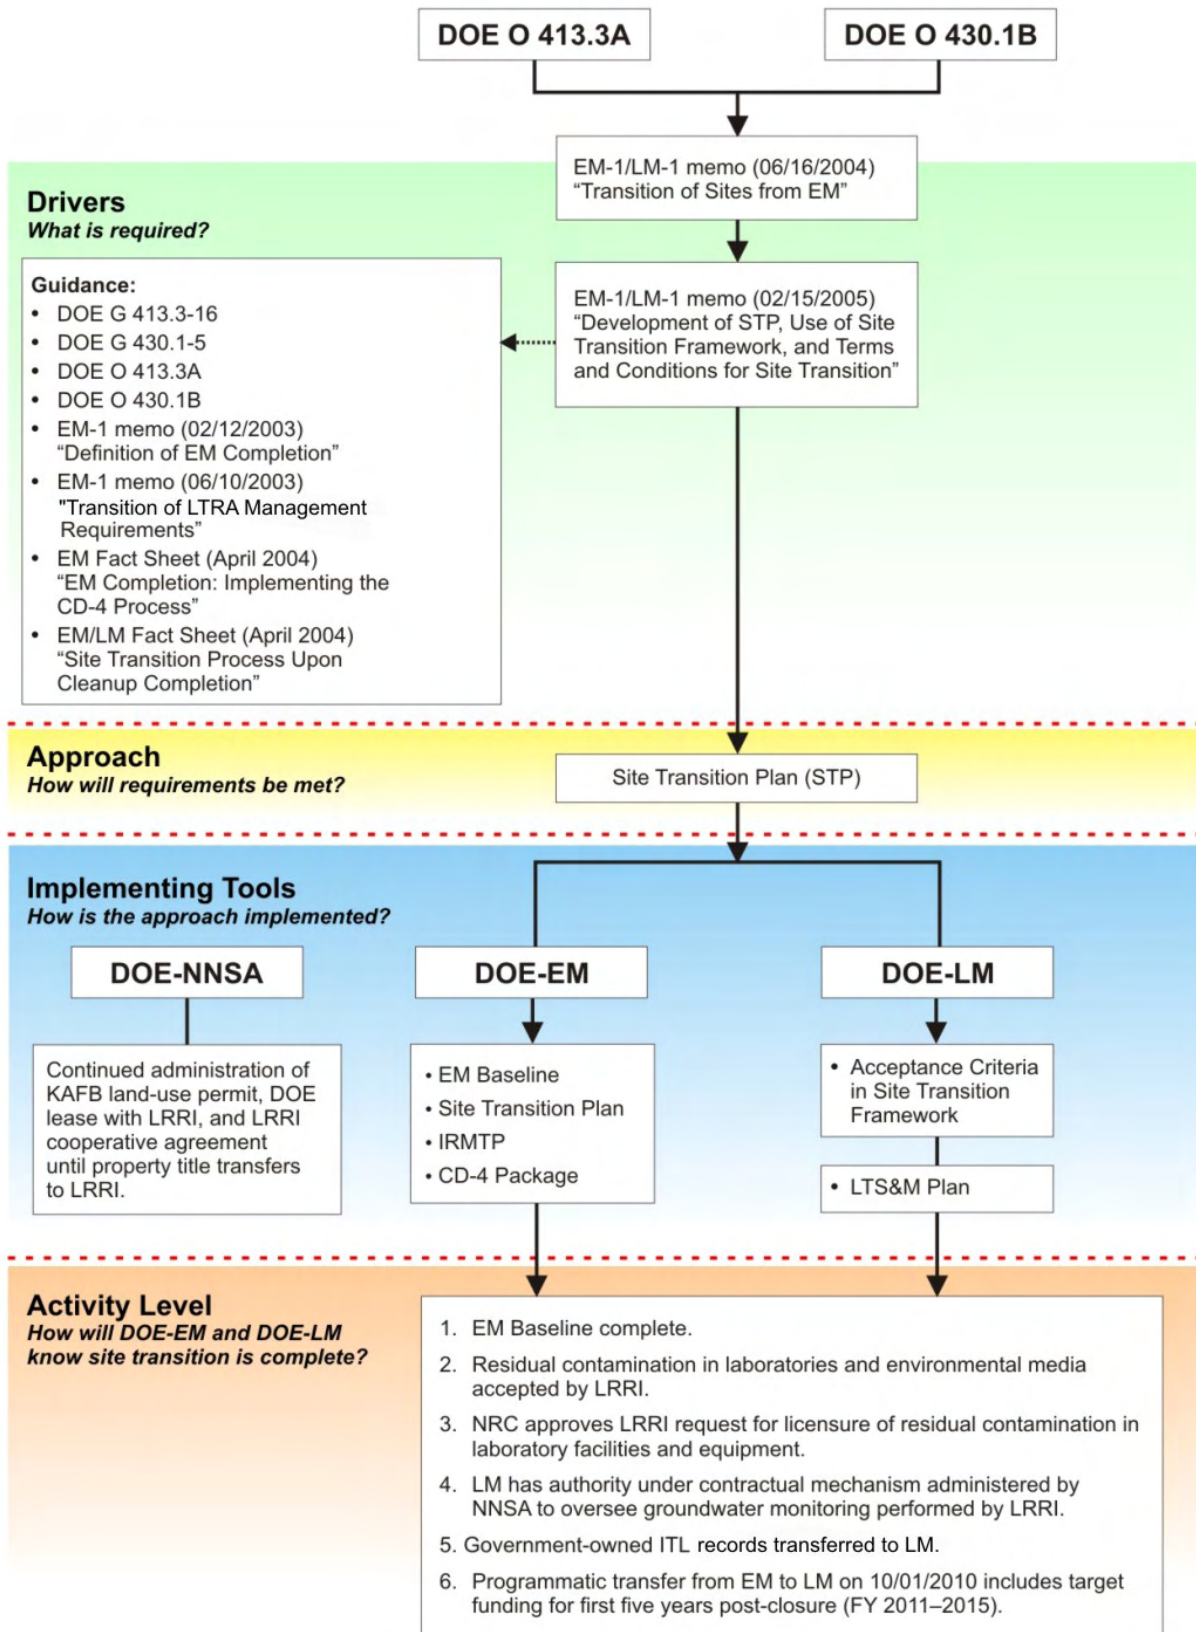 DOE O 413.3A
DOE O 430.1B
EM-1/LM-1 memo (06/16/2004)
“Transition of Sites from EM”
Drivers
What is required?
EM-1/LM-1 memo (02/15/2005)
“Development of STP, Use of Site
Transition Framework, and Terms
and Conditions for Site Transition”
Guidance:
• DOE G 413.3-16
• DOE G 430.1-5
• DOE O 413.3A
• DOE O 430.1B
• EM-1 memo (02/12/2003)
“Definition of EM Completion”
• EM-1 memo (06/10/2003)
"Transition of LTRA Management
Requirements”
• EM Fact Sheet (April 2004)
“EM Completion: Implementing the
CD-4 Process”
• EM/LM Fact Sheet (April 2004)
“Site Transition Process Upon
Cleanup Completion”
Approach
How will requirements be met?
Site Transition Plan (STP)
Implementing Tools
How is the approach implemented?
DOE-NNSA
Continued administration of
KAFB land-use permit, DOE
lease with LRRI, and LRRI
cooperative agreement
until property title transfers
to LRRI.
DOE-EM
• EM Baseline
• Site Transition Plan
• IRMTP
• CD-4 Package
DOE-LM
• Acceptance Criteria
in Site Transition
Framework
• LTS&M Plan
Activity Level
How will DOE-EM and DOE-LM
know site transition is complete?
1. EM Baseline complete.
2. Residual contamination in laboratories and environmental media
accepted by LRRI.
3. NRC approves LRRI request for licensure of residual contamination in
laboratory facilities and equipment.
4. LM has authority under contractual mechanism administered by
NNSA to oversee groundwater monitoring performed by LRRI.
5. Government-owned ITL records transferred to LM.
6. Programmatic transfer from EM to LM on 10/01/2010 includes target
funding for first five years post-closure (FY 2011–2015).